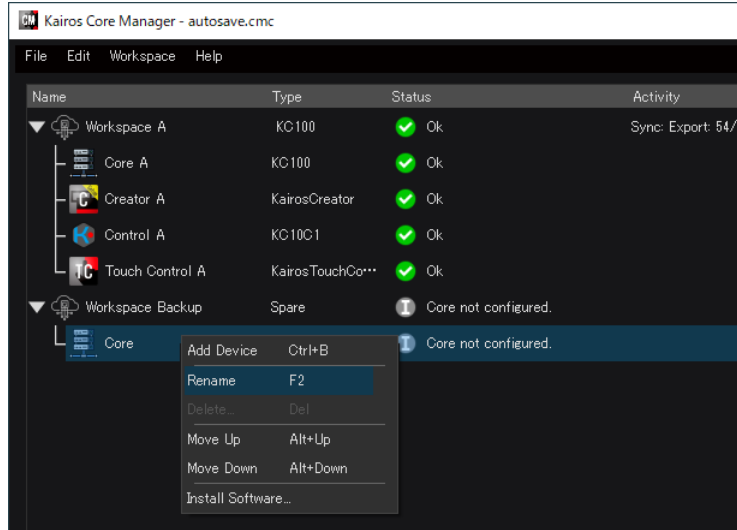 CM Kairos Core Manager - autosave.cmc
File Edit Workspace Help
Name Type Status Activity
Workspace A KC100 Ok Sync: Export: 54/
Core A KC100 Ok
C Creator A KairosCreator Ok
Control A KC10C1 Ok
TC Touch Control A KairosTouchCo··· Ok
Workspace Backup Spare Core not configured.
Core Core not configured.
Add Device Ctrl+B
Rename F2
Delete... Del
Move Up Alt+Up
Move Down Alt+Down
Install Software...